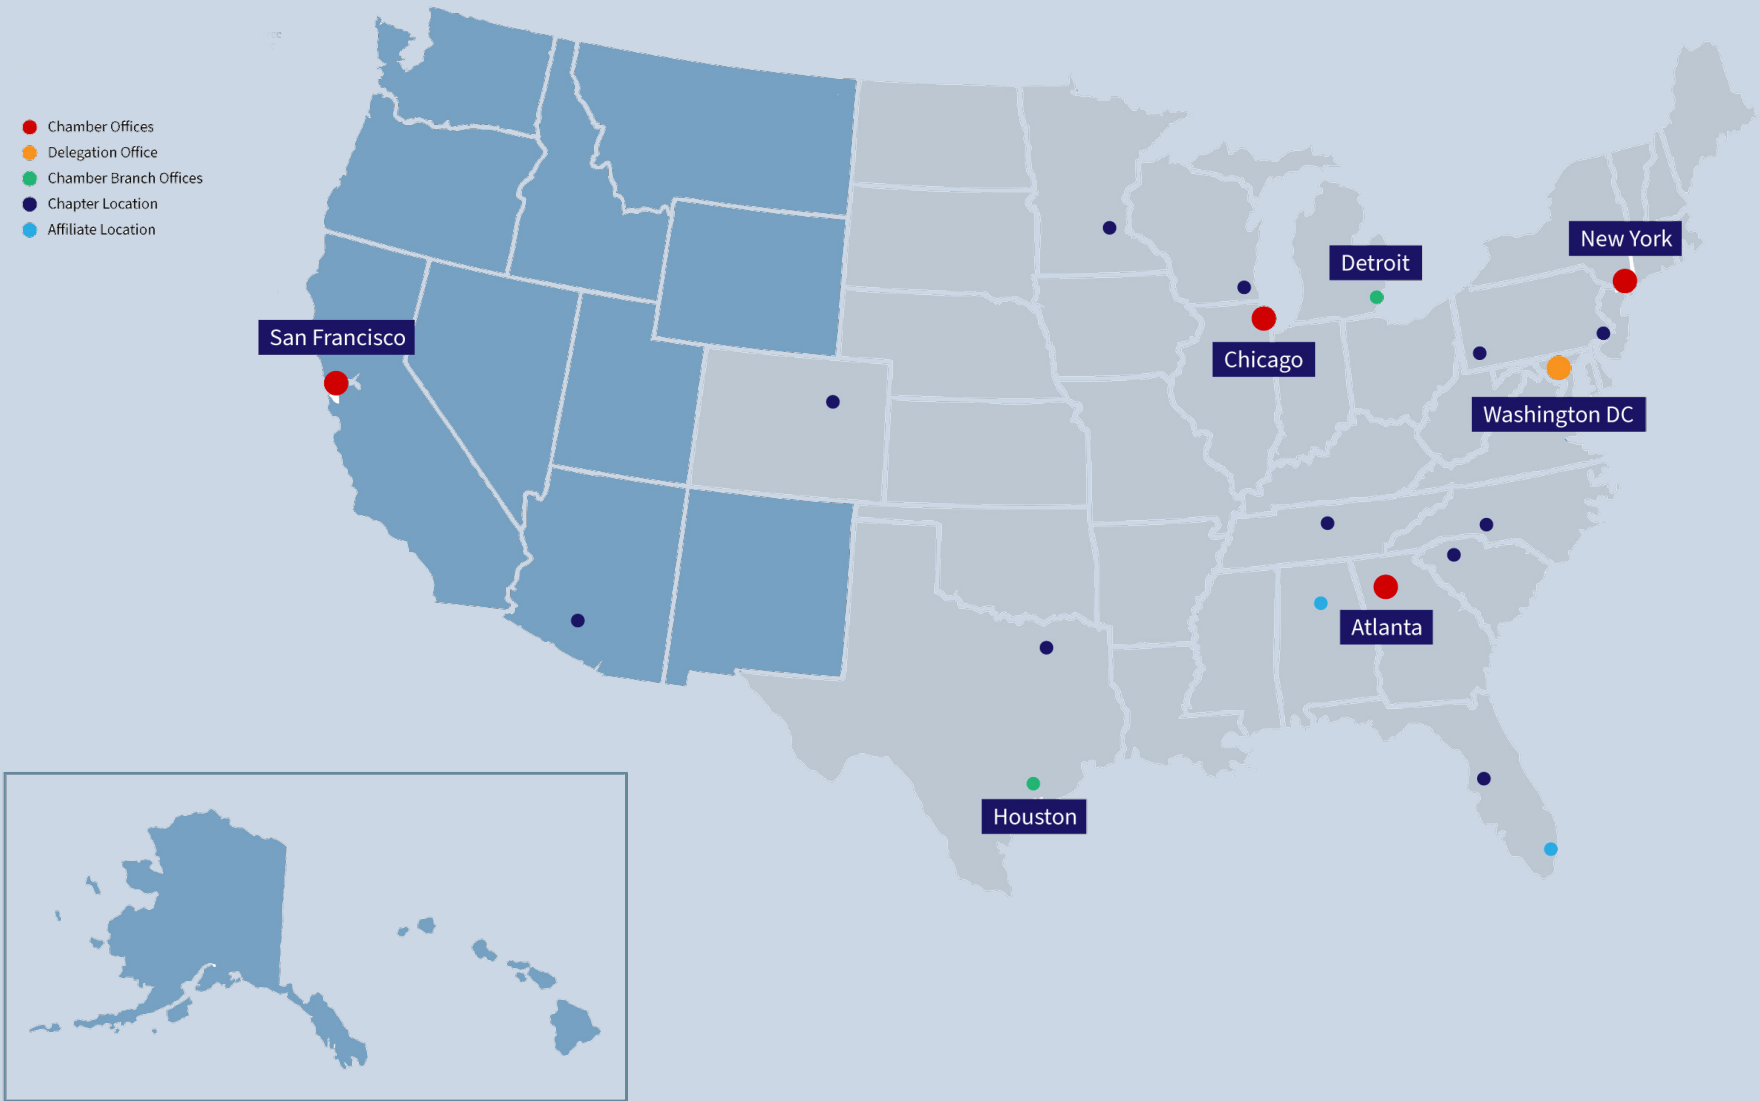 Chamber Offices
Delegation Office
Chamber Branch Offices
Chapter Location
Affiliate Location
New York
Detroit
San Francisco
Chicago
Washington DC
Atlanta
Houston